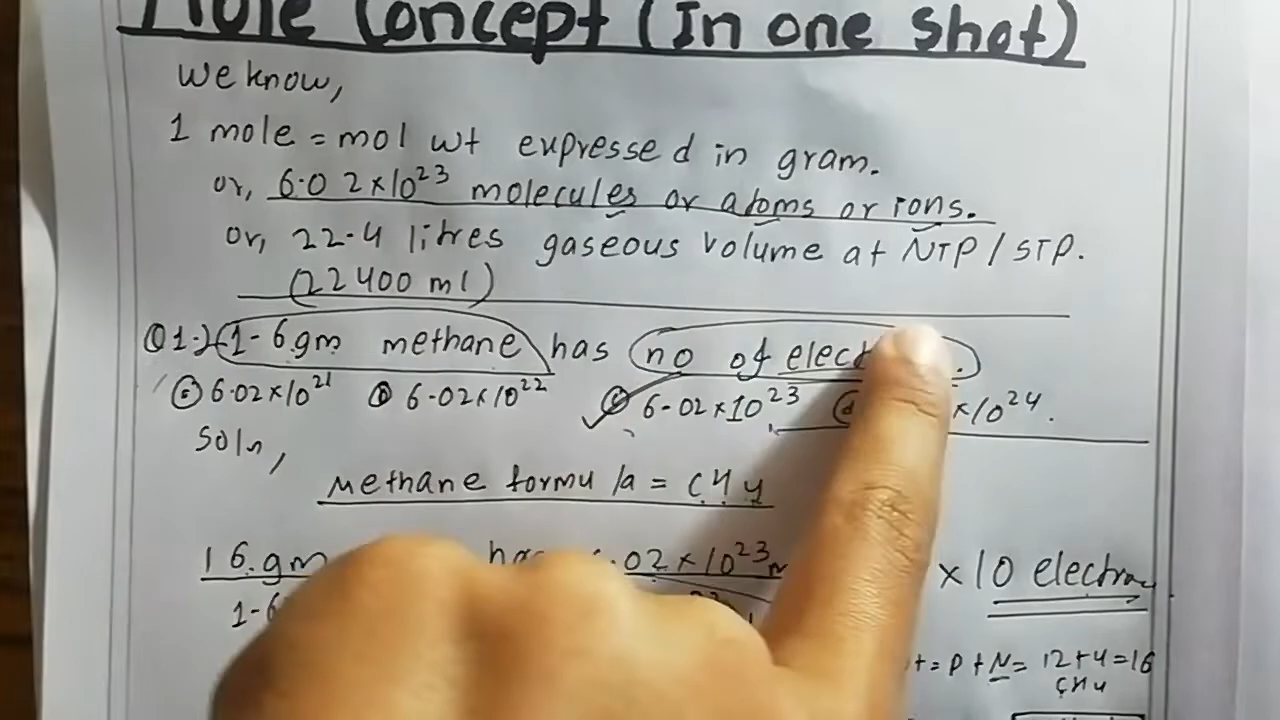 Mole Concept (In one shot)
We know,
1 mole = mol wt expressed in gram.
or, 6.02×10²³ molecules or atoms or ions.
or, 22.4 litres gaseous volume at NTP / STP.
(22400 ml)
Q1.) 1.6 gm methane has no of elect .
6.02×10²¹ ⓑ 6.02×10²² ⓒ 6.02×10²³ ⓓ ×10²⁴.
Soln,
Methane formula = CH4
16.gm .02×10²³ ×10 electron
1-6
t = P + N = 12+4=16
CH4